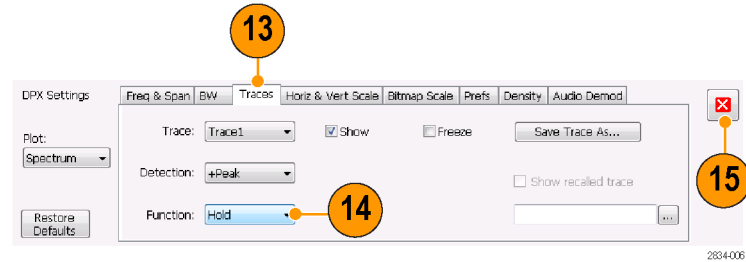 13
DPX Settings
Freq & Span BW Traces Horiz & Vert Scale Bitmap Scale Prefs Density Audio Demod
Plot:
Spectrum
Trace: Trace1 Show Freeze Save Trace As...
Detection: +Peak Show recalled trace
Function: Hold 14 ...
15
Restore
Defaults
2834-006